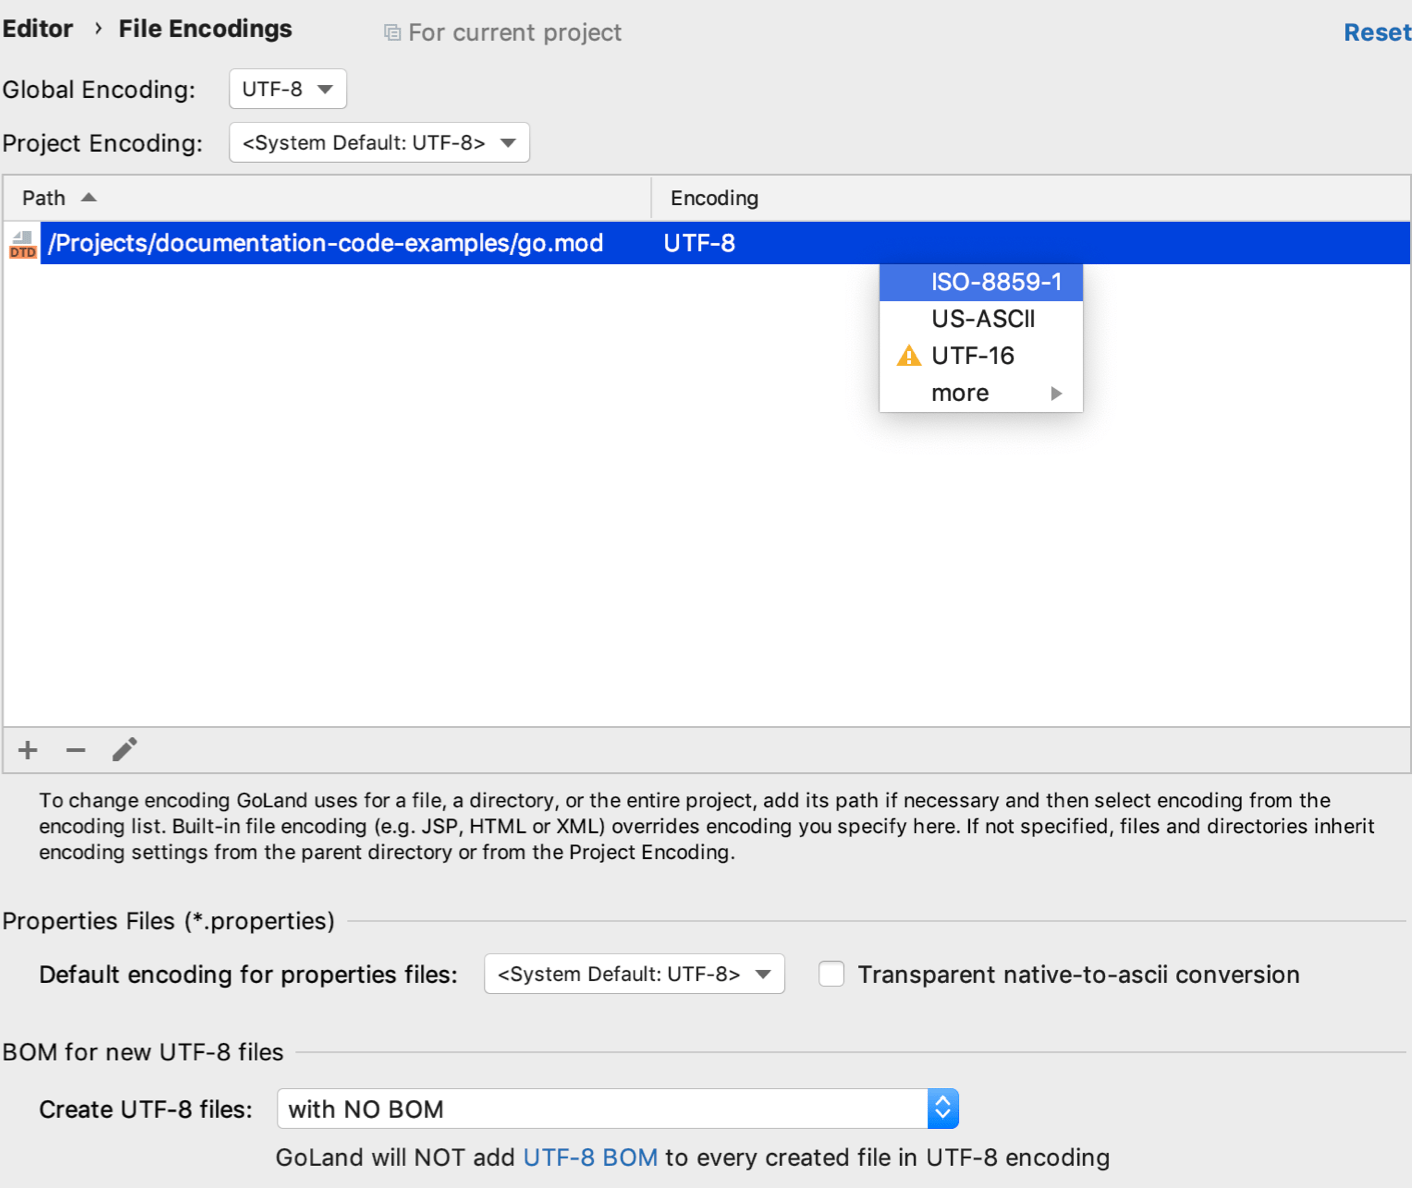 Editor › File Encodings
For current project
Reset
Global Encoding: UTF-8
Project Encoding: <System Default: UTF-8>
Path Encoding
DTD /Projects/documentation-code-examples/go.mod UTF-8
ISO-8859-1
US-ASCII
UTF-16
more
To change encoding GoLand uses for a file, a directory, or the entire project, add its path if necessary and then select encoding from the
encoding list. Built-in file encoding (e.g. JSP, HTML or XML) overrides encoding you specify here. If not specified, files and directories inherit
encoding settings from the parent directory or from the Project Encoding.
Properties Files (*.properties)
Default encoding for properties files: <System Default: UTF-8> Transparent native-to-ascii conversion
BOM for new UTF-8 files
Create UTF-8 files: with NO BOM
GoLand will NOT add UTF-8 BOM to every created file in UTF-8 encoding